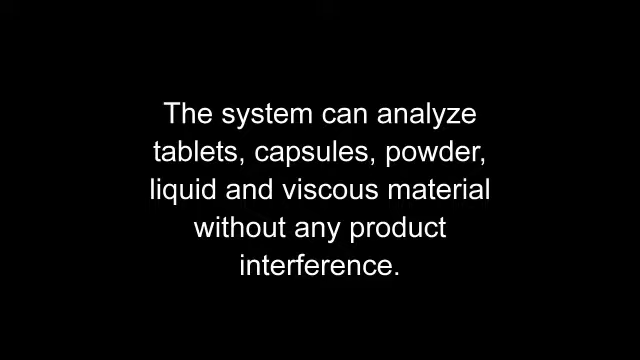 The system can analyze
tablets, capsules, powder,
liquid and viscous material
without any product
interference.